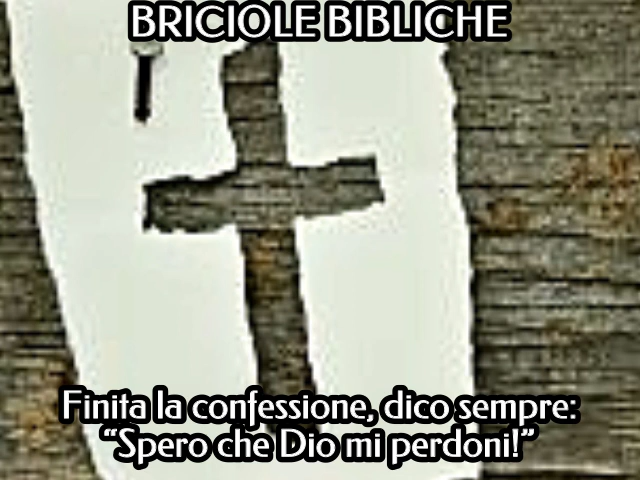 BRICIOLE BIBLICHE
Finita la confessione, dico sempre:
“Spero che Dio mi perdoni!”